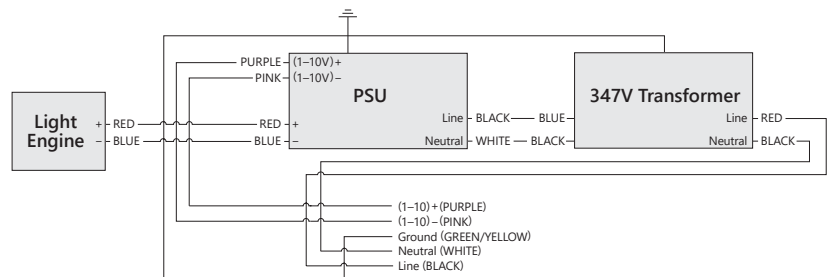 PURPLE (1–10V)+
PINK (1–10V)–
PSU
347V Transformer
Light
Engine
+ RED RED +
– BLUE BLUE –
Line BLACK BLUE
Neutral WHITE BLACK
Line RED
Neutral BLACK
(1–10)+(PURPLE)
(1–10)–(PINK)
Ground (GREEN/YELLOW)
Neutral (WHITE)
Line (BLACK)